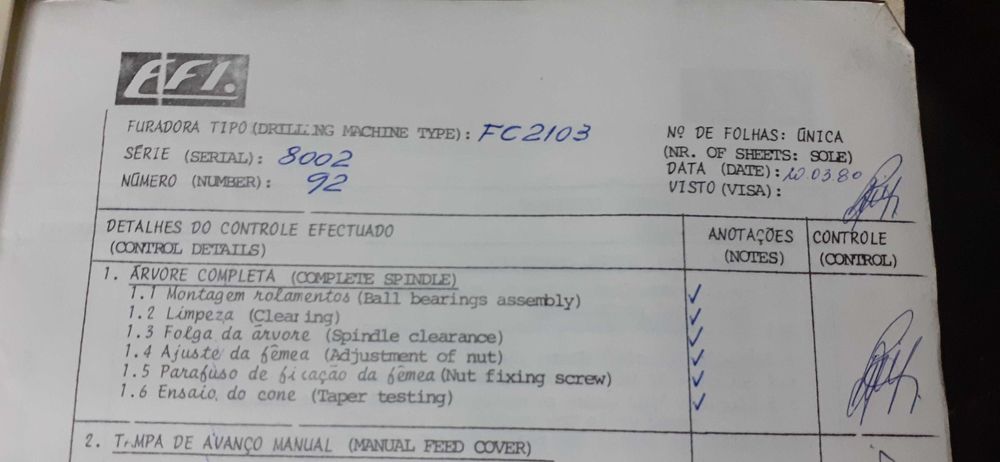 EFI.
FURADORA TIPO (DRILLING MACHINE TYPE): FC2103
SÉRIE (SERIAL): 8002
NÚMERO (NUMBER): 92
Nº DE FOLHAS: ÚNICA
(NR. OF SHEETS: SOLE)
DATA (DATE): 20.03.80
VISTO (VISA):
DETALHES DO CONTROLE EFECTUADO
(CONTROL DETAILS)
ANOTAÇÕES
(NOTES)
CONTROLE
(CONTROL)
1. ÁRVORE COMPLETA (COMPLETE SPINDLE)
1.1 Montagem rolamentos (Ball bearings assembly) ✓
1.2 Limpeza (Clearing) ✓
1.3 Folga da árvore (Spindle clearance) ✓
1.4 Ajuste da fêmea (Adjustment of nut) ✓
1.5 Parafuso de ficação da fêmea (Nut fixing screw) ✓
1.6 Ensaio do cone (Taper testing) ✓
2. TAMPA DE AVANÇO MANUAL (MANUAL FEED COVER)